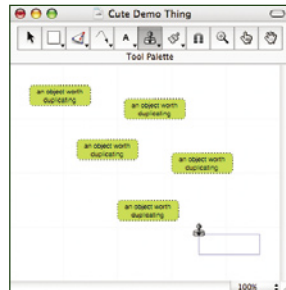 Cute Demo Thing
A
Tool Palette
an object worth
duplicating
an object worth
duplicating
an object worth
duplicating
an object worth
duplicating
an object worth
duplicating
100%